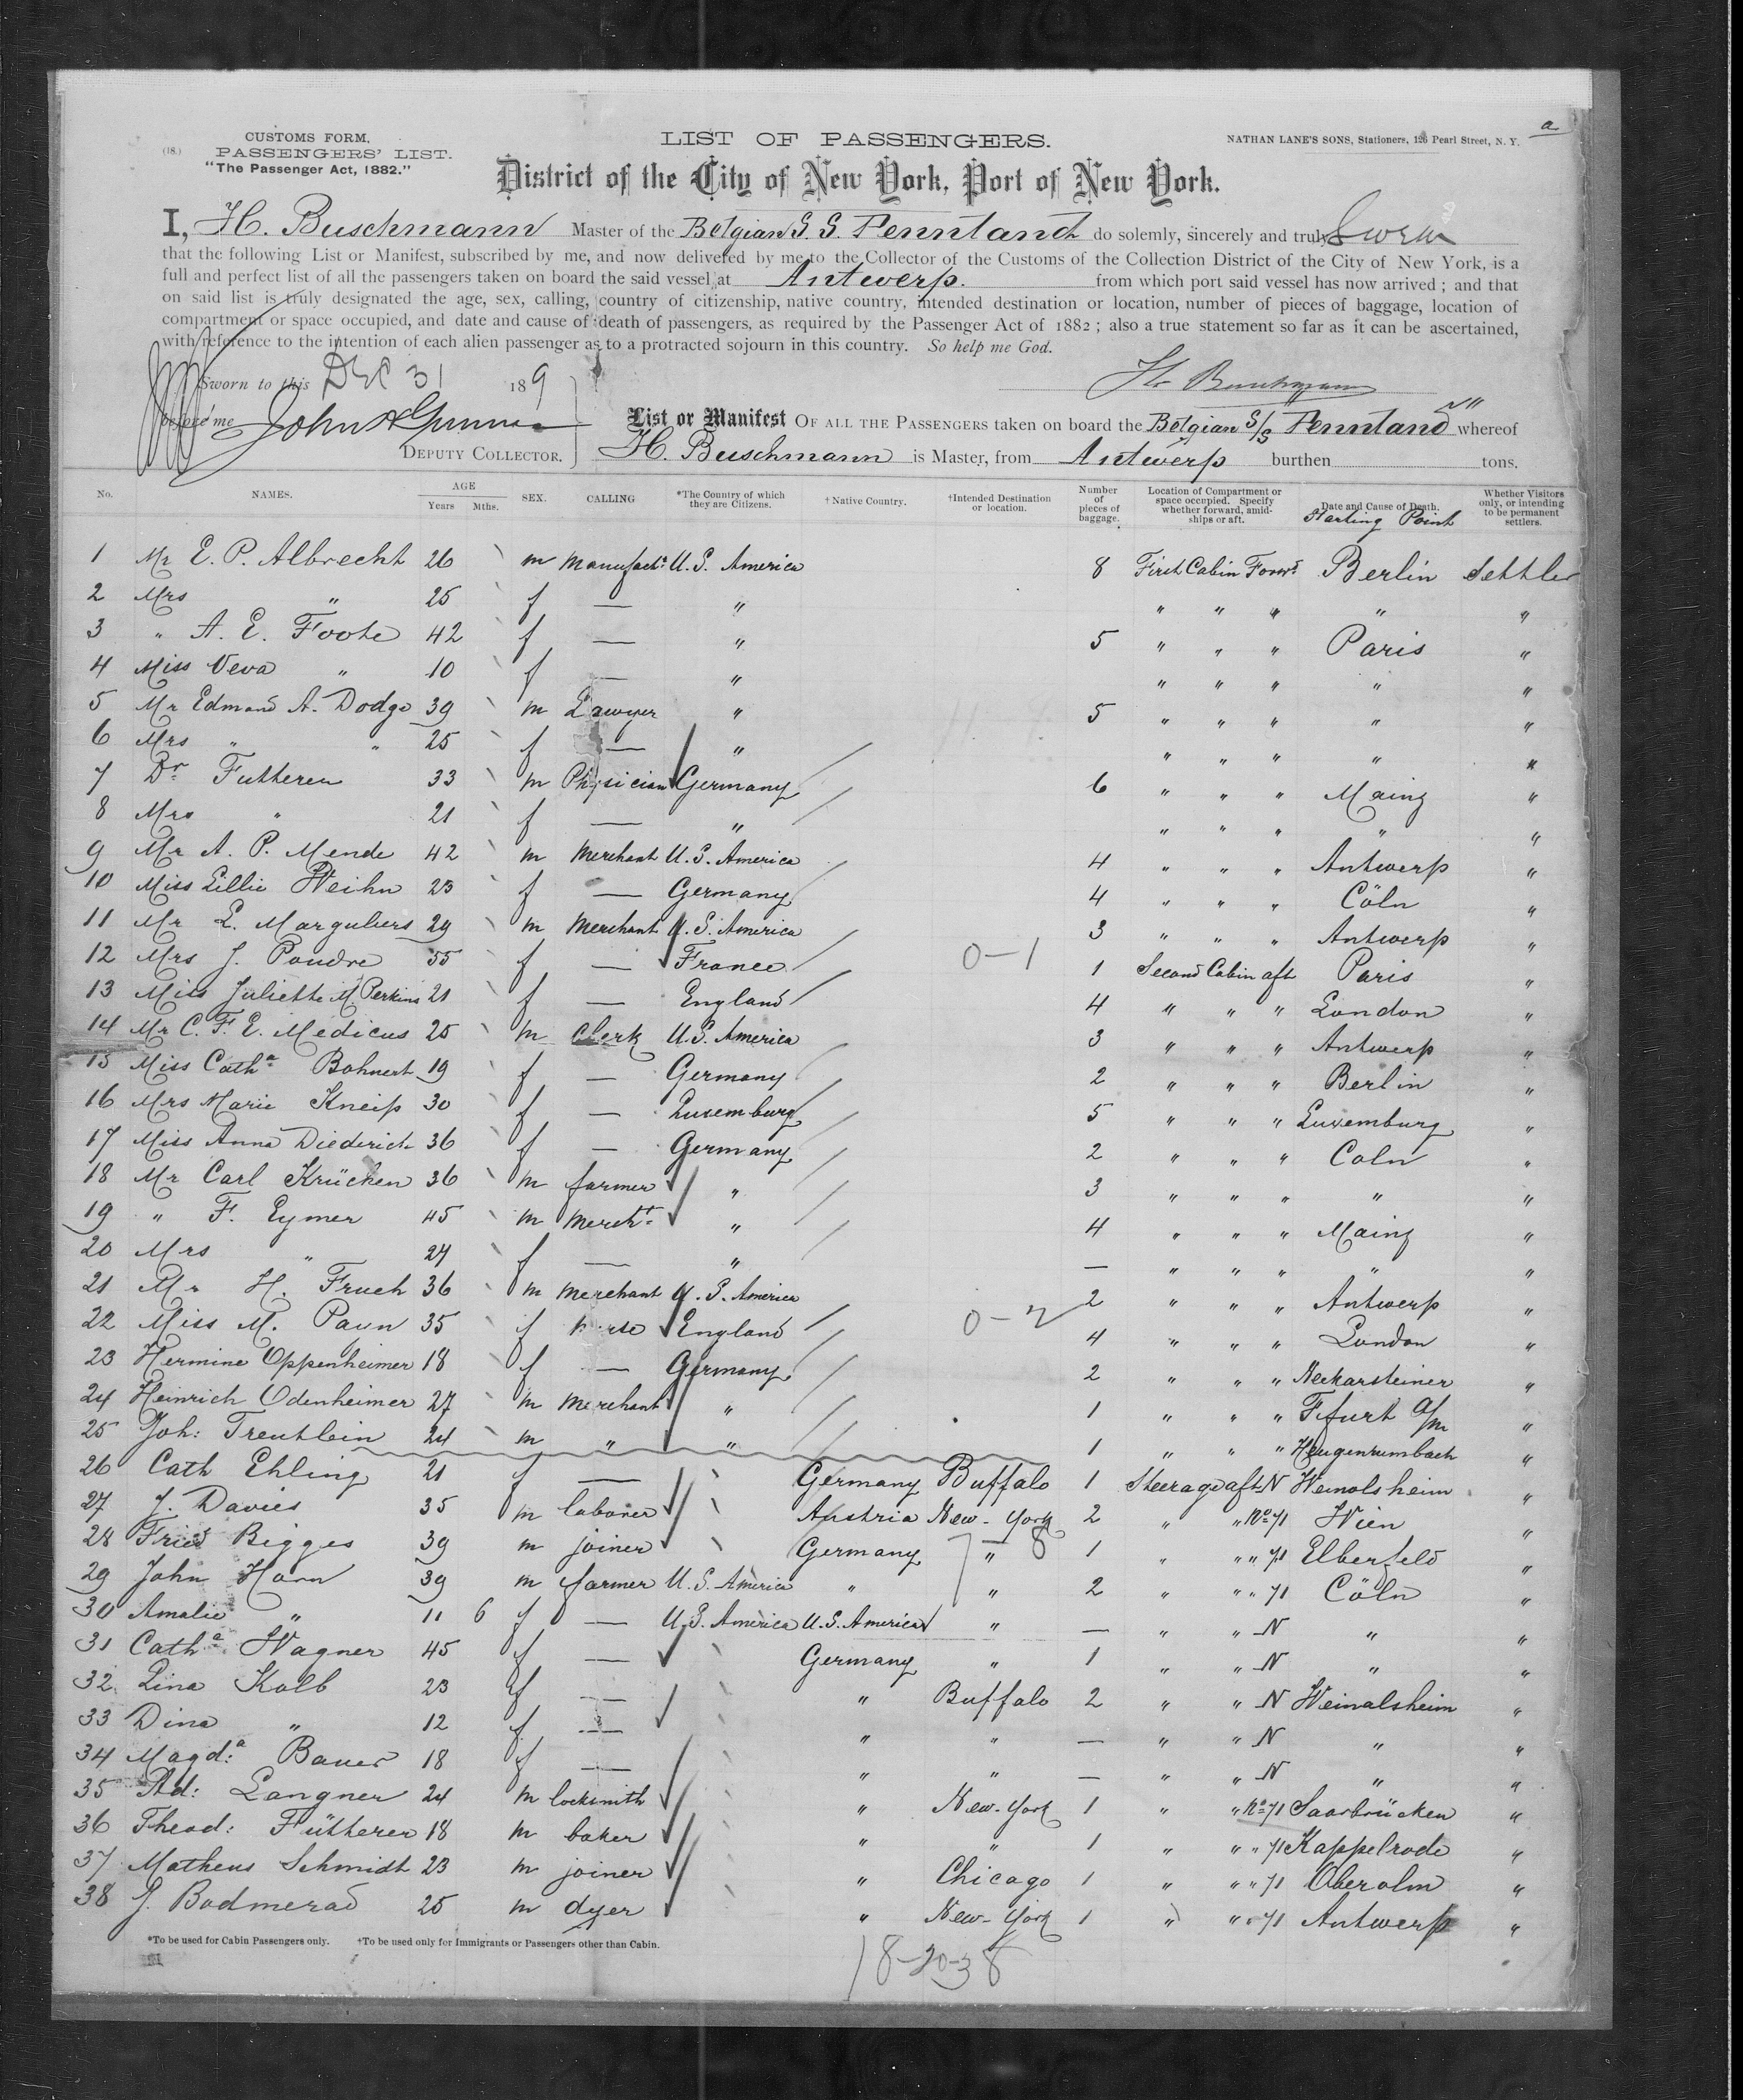 a
(18.)
CUSTOMS FORM.
PASSENGERS' LIST.
"The Passenger Act, 1882."
LIST OF PASSENGERS.
NATHAN LANE'S SONS, Stationers, 126 Pearl Street, N. Y.
District of the City of New York, Port of New York.
I, H. Buschmann Master of the Belgian S. S. Pennland do solemly, sincerely and truly swear
that the following List or Manifest, subscribed by me, and now delivered by me to the Collector of the Customs of the Collection District of the City of New York, is a
full and perfect list of all the passengers taken on board the said vessel at Antwerp. from which port said vessel has now arrived ; and that
on said list is truly designated the age, sex, calling, country of citizenship, native country, intended destination or location, number of pieces of baggage, location of
compartment or space occupied, and date and cause of death of passengers, as required by the Passenger Act of 1882 ; also a true statement so far as it can be ascertained,
with reference to the intention of each alien passenger as to a protracted sojourn in this country. So help me God.
Sworn to this DEC 31 189
H. Buschmann
before me John
DEPUTY COLLECTOR.
List or Manifest OF ALL THE PASSENGERS taken on board the Belgian S/S Pennland whereof
H. Buschmann is Master, from Antwerp burthen tons.
No. NAMES. AGE Years Mths. SEX. CALLING *The Country of which they are Citizens. †Native Country. †Intended Destination or location. Number of pieces of baggage. Location of Compartment or space occupied. Specify whether forward, amidships or aft. Date and Cause of Death. Starting Point Whether Visitors only, or intending to be permanent settlers.
1 Mr E. P. Albrecht 26 m Manufactr U.S. America 8 First Cabin Forwd Berlin Settler
2 Mrs " 25 f — " " " " " "
3 " A. E. Foote 42 f — " 5 " " " Paris "
4 Miss Veva " 10 f — " " " " " "
5 Mr Edmand A. Dodge 39 m Lawyer " 5 " " " " "
6 Mrs " " 25 f — " " " " " "
7 Dr Futterer 33 m Physician Germany 6 " " " Mainz "
8 Mrs " 21 f — " " " " " "
9 Mr A. P. Mende 42 m Merchant U.S. America 4 " " " Antwerp "
10 Miss Lillie Weihn 23 f — Germany 4 " " " Cöln "
11 Mr L. Margulies 29 m Merchant U.S. America 3 " " " Antwerp "
12 Mrs J. Poudre 55 f — France 0-1 1 Second Cabin aft Paris "
13 Miss Juliette M. Perkins 21 f — England 4 " " " London "
14 Mr C. F. E. Medicus 25 m Clerk U.S. America 3 " " " Antwerp "
15 Miss Catha Bohnert 19 f — Germany 2 " " " Berlin "
16 Mrs Marie Kneip 30 f — Luxemburg 5 " " " Luxemburg "
17 Miss Anna Diederich 36 f — Germany 2 " " " Coln "
18 Mr Carl Krücken 36 m farmer " 3 " " " " "
19 " F. Eymer 45 m Mercht " 4 " " " Mainz "
20 Mrs " 24 f — " — " " " " "
21 Mr H. Fruch 36 m Merchant U.S. America 2 " " " Antwerp "
22 Miss M. Pavn 35 f England 0-2 4 " " " London "
23 Hermine Oppenheimer 18 f — Germany 2 " " " Neckarsteiner "
24 Heinrich Odenheimer 27 m Merchant " 1 " " " Ffurt a/m "
25 Joh: Treutlein 24 m " " 1 " " " "
26 Cath Ehling 21 f — Germany Buffalo 1 Steerage aft N Weinolsheim "
27 J. Davies 35 m laborer Austria New-York 2 " " No 71 Wien "
28 Fried Bigges 39 m joiner Germany " 8 1 " " " 71 Elberfeld "
29 John Horn 39 m farmer U.S. America " " 2 " " " 71 Cöln "
30 Amalie " 11 6 f — U.S. America U.S. America " — " " N " "
31 Catha Wagner 45 f — Germany " 1 " " N " "
32 Lina Kolb 23 f — " Buffalo 2 " " N Weinolsheim "
33 Dina " 12 f — " " — " " N " "
34 Magd:a Bauer 18 f — " " — " " N " "
35 Ad: Langner 24 m locksmith " New-York 1 " " No 71 Saarbrücken "
36 Theod: Fütterer 18 m baker " " 1 " " " 71 Kappelrode "
37 Matheus Schmidt 23 m joiner " Chicago 1 " " " 71 Oberolm "
38 J. Bodmerad 25 m dyer " New-York 1 " " " 71 Antwerp "
*To be used for Cabin Passengers only. †To be used only for Immigrants or Passengers other than Cabin.
18-20-38